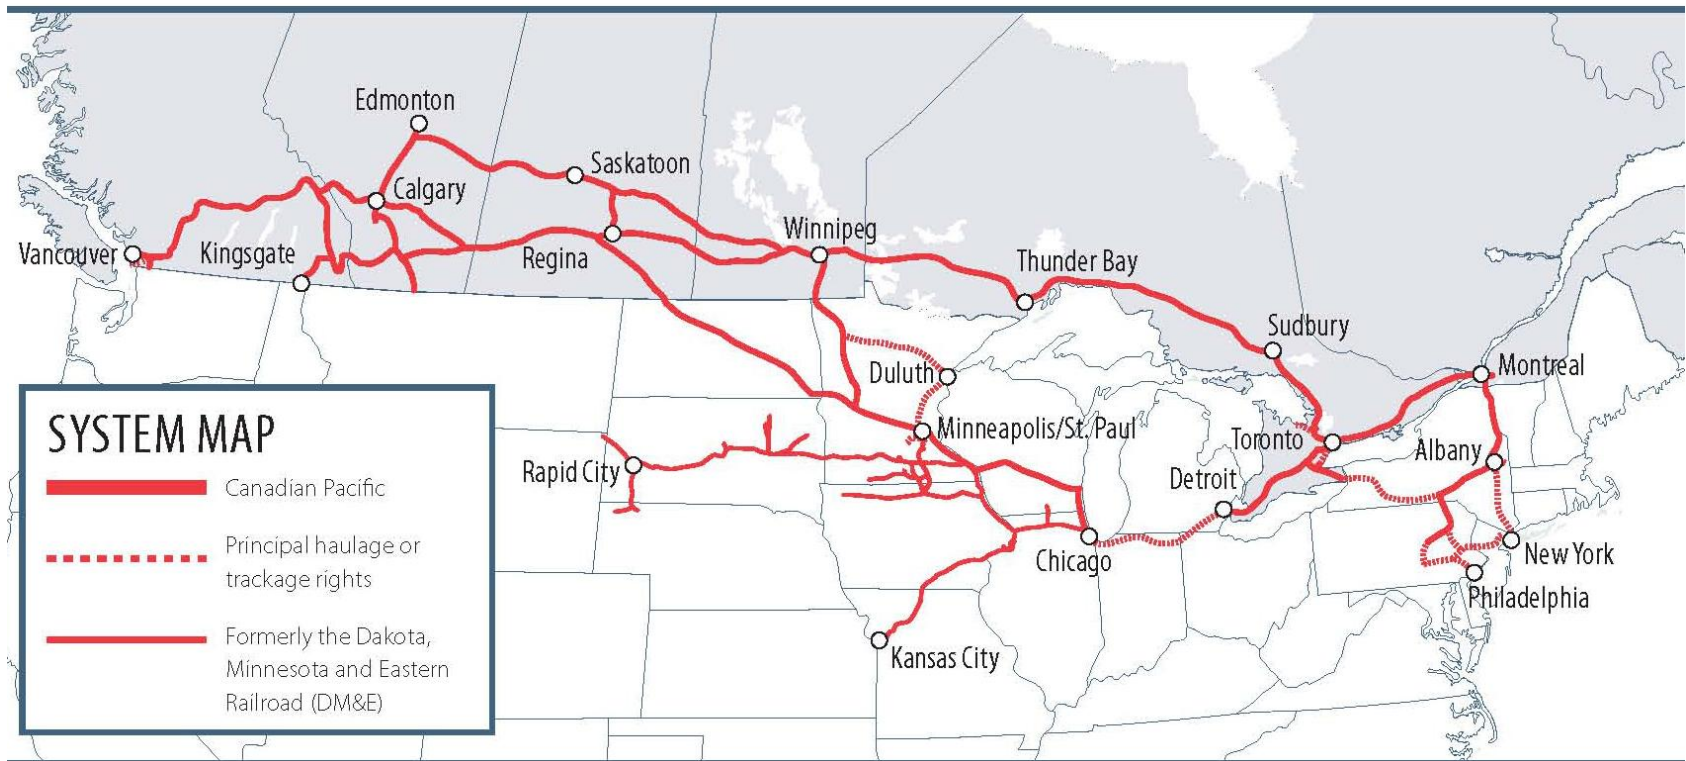 Edmonton
Saskatoon
Calgary
Winnipeg
Vancouver
Kingsgate
Regina
Thunder Bay
Sudbury
Duluth
Montreal
Minneapolis/St. Paul
Toronto
Albany
Rapid City
Detroit
Chicago
New York
Philadelphia
Kansas City
SYSTEM MAP
Canadian Pacific
Principal haulage or
trackage rights
Formerly the Dakota,
Minnesota and Eastern
Railroad (DM&E)